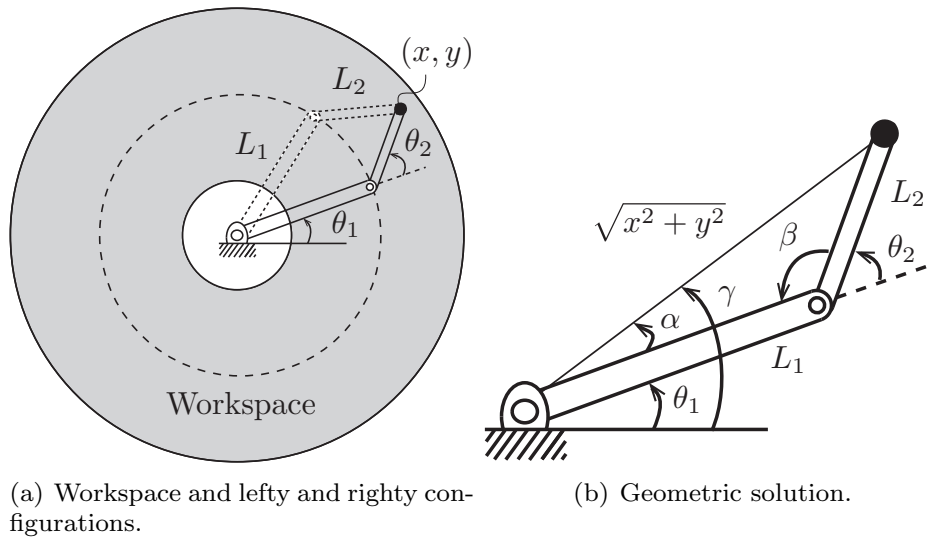 (x, y)
L₂
L₁
θ₂
θ₁
Workspace
√x² + y²
β
L₂
θ₂
γ
α
L₁
θ₁
(a) Workspace and lefty and righty con-
figurations.
(b) Geometric solution.